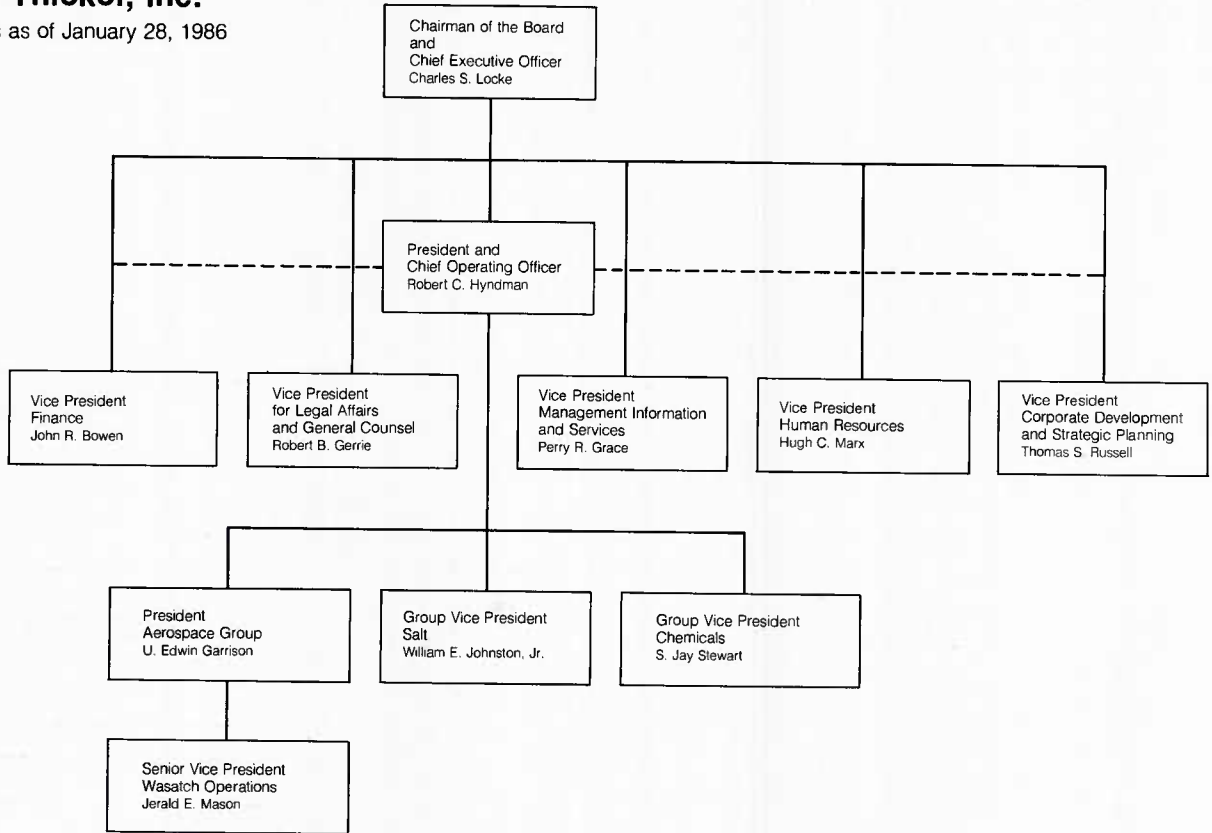 Thiokol, Inc.
as of January 28, 1986
Chairman of the Board
and
Chief Executive Officer
Charles S. Locke
President and
Chief Operating Officer
Robert C. Hyndman
Vice President
Finance
John R. Bowen
Vice President
for Legal Affairs
and General Counsel
Robert B. Gerrie
Vice President
Management Information
and Services
Perry R. Grace
Vice President
Human Resources
Hugh C. Marx
Vice President
Corporate Development
and Strategic Planning
Thomas S. Russell
President
Aerospace Group
U. Edwin Garrison
Group Vice President
Salt
William E. Johnston, Jr.
Group Vice President
Chemicals
S. Jay Stewart
Senior Vice President
Wasatch Operations
Jerald E. Mason